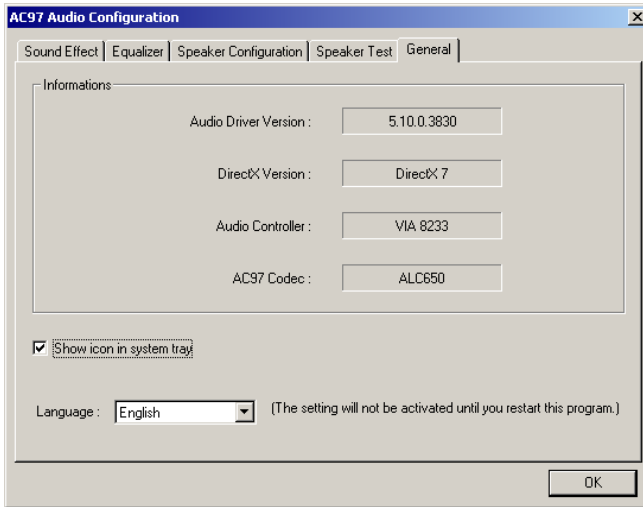 AC97 Audio Configuration
Sound Effect Equalizer Speaker Configuration Speaker Test General
Informations
Audio Driver Version : 5.10.0.3830
DirectX Version : DirectX 7
Audio Controller : VIA 8233
AC97 Codec : ALC650
Show icon in system tray
Language : English (The setting will not be activated until you restart this program.)
OK